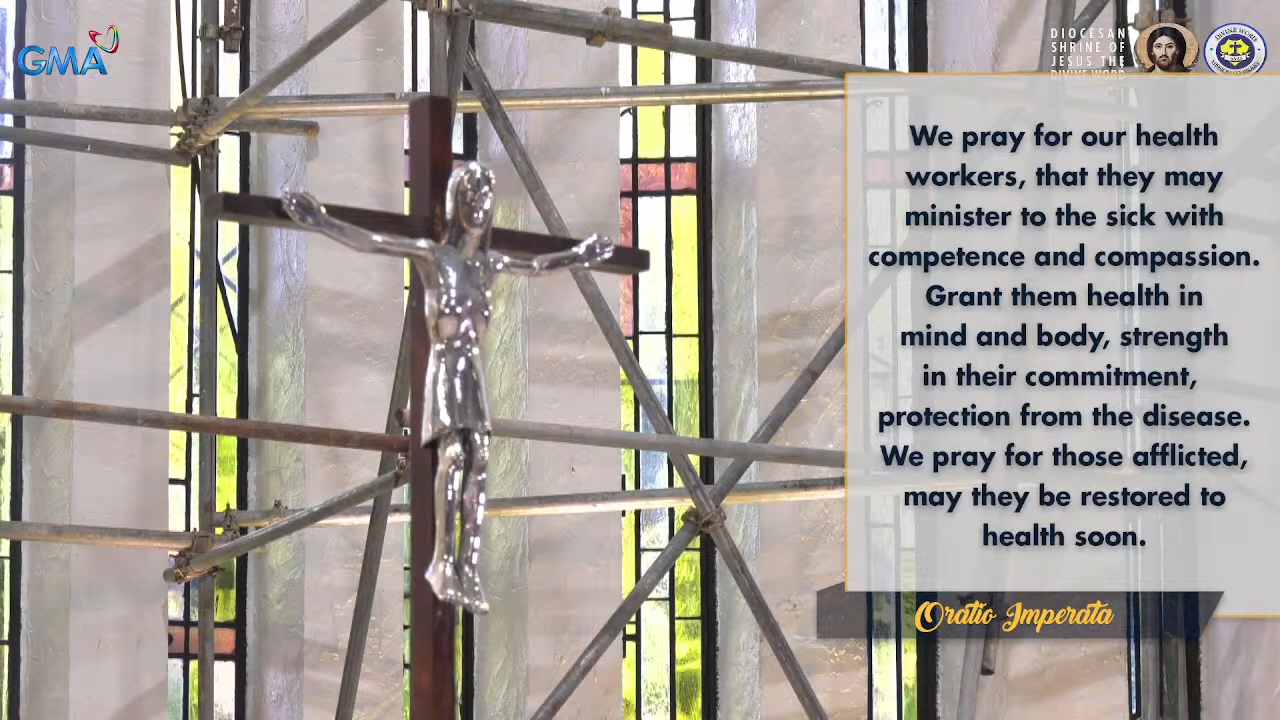 GMA
DIOCESAN
SHRINE OF
JESUS THE
DIVINE WORD
We pray for our health
workers, that they may
minister to the sick with
competence and compassion.
Grant them health in
mind and body, strength
in their commitment,
protection from the disease.
We pray for those afflicted,
may they be restored to
health soon.
Oratio Imperata